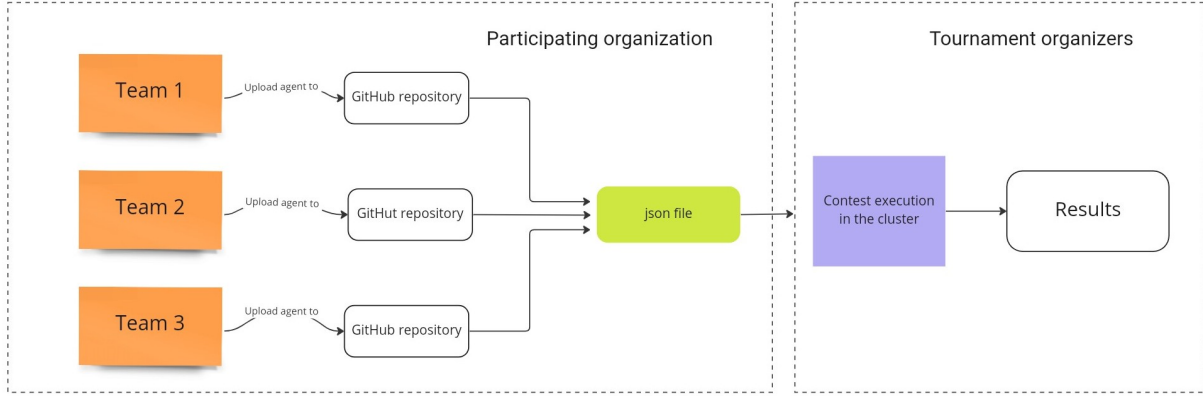 Participating organization
Tournament organizers
Team 1
Upload agent to
GitHub repository
Team 2
Upload agent to
GitHut repository
json file
Contest execution
in the cluster
Results
Team 3
Upload agent to
GitHub repository